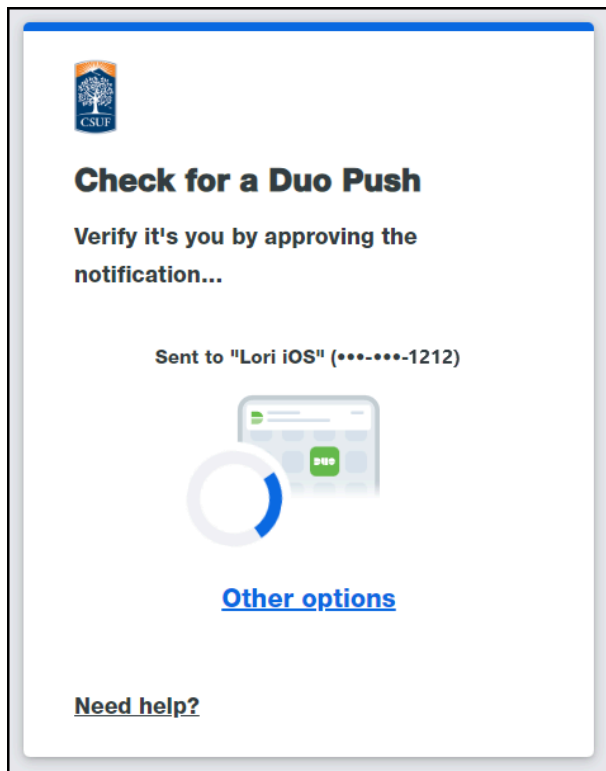 CSUF
Check for a Duo Push
Verify it's you by approving the
notification...
Sent to "Lori iOS" (•••-•••-1212)
DUO
Other options
Need help?